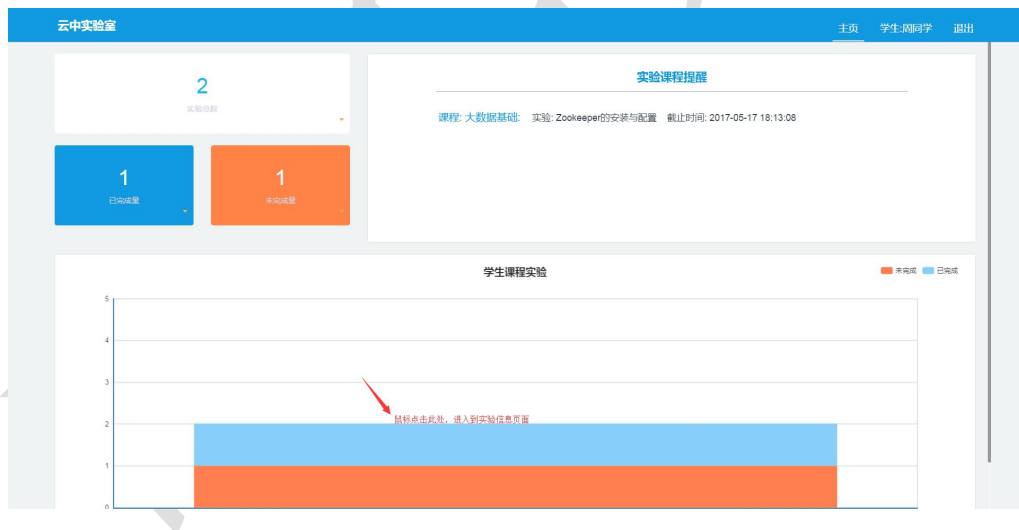 云中实验室
主页 学生:周同学 退出
2
实验总数
1
已完成量
1
未完成量
实验课程提醒
课程: 大数据基础: 实验: Zookeeper的安装与配置 截止时间: 2017-05-17 18:13:08
学生课程实验
未完成 已完成
5
4
3
2
1
0
鼠标点击此处，进入到实验信息页面